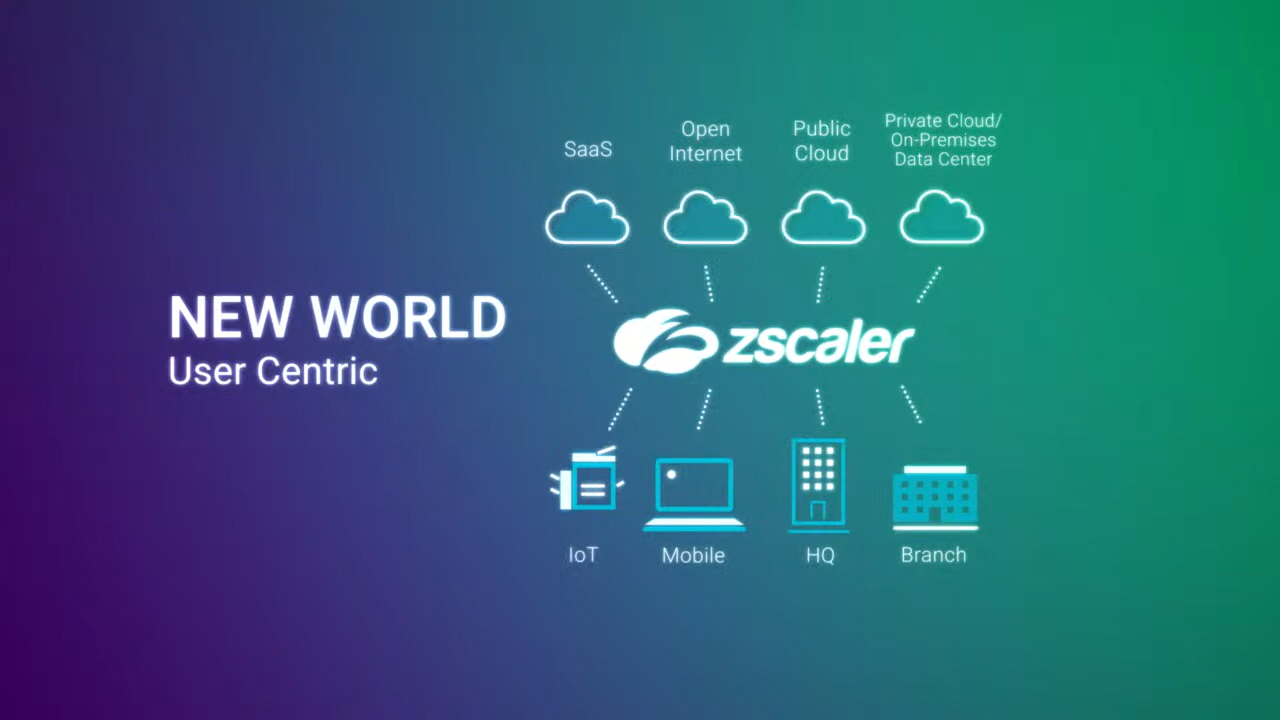 NEW WORLD
User Centric
SaaS
Open
Internet
Public
Cloud
Private Cloud/
On-Premises
Data Center
zscaler
IoT
Mobile
HQ
Branch